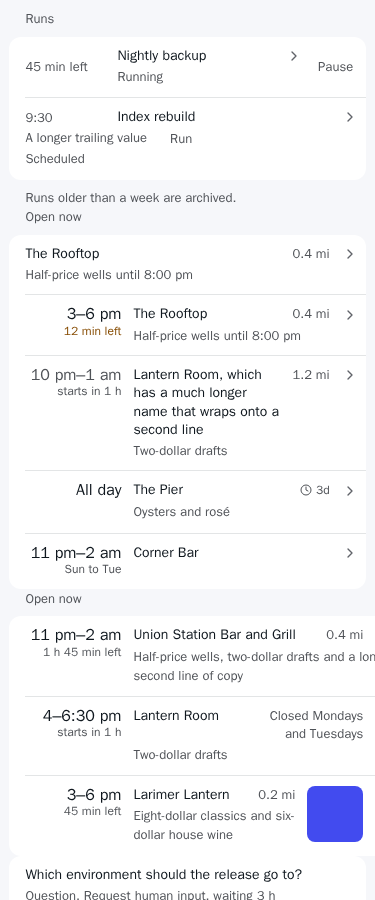 Runs
45 min left
Nightly backup
Running
Pause
9:30
Index rebuild
A longer trailing value
Run
Scheduled
Runs older than a week are archived.
Open now
The Rooftop
0.4 mi
Half-price wells until 8:00 pm
3–6 pm
The Rooftop
0.4 mi
12 min left
Half-price wells until 8:00 pm
10 pm–1 am
Lantern Room, which
1.2 mi
starts in 1 h
has a much longer
name that wraps onto a
second line
Two-dollar drafts
All day
The Pier
3d
Oysters and rosé
11 pm–2 am
Corner Bar
Sun to Tue
Open now
11 pm–2 am
Union Station Bar and Grill
0.4 mi
1 h 45 min left
Half-price wells, two-dollar drafts and a lon
second line of copy
4–6:30 pm
Lantern Room
Closed Mondays
starts in 1 h
and Tuesdays
Two-dollar drafts
3–6 pm
Larimer Lantern
0.2 mi
45 min left
Eight-dollar classics and six-
dollar house wine
Which environment should the release go to?
Question. Request human input, waiting 3 h